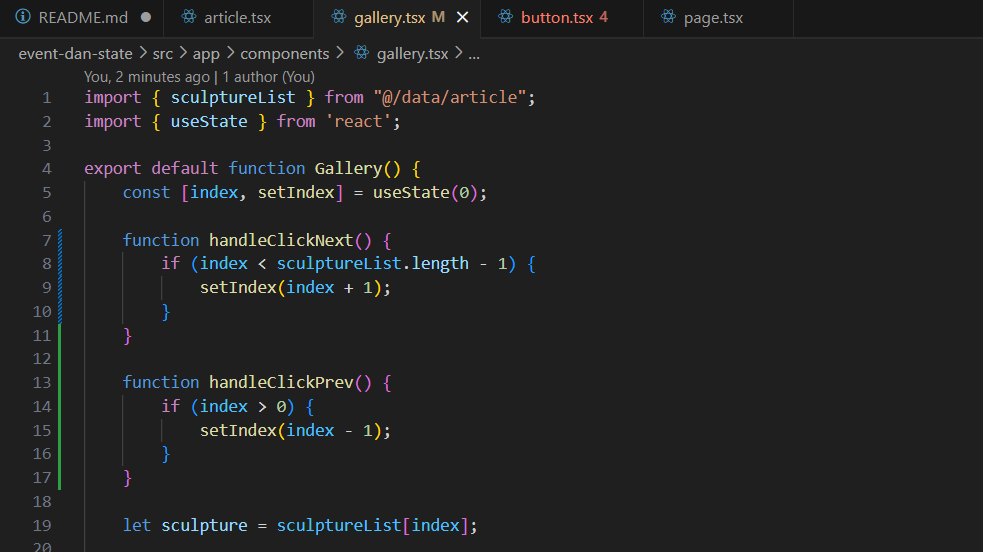 README.md ● article.tsx gallery.tsx M × button.tsx 4 page.tsx
event-dan-state > src > app > components > gallery.tsx > ...
You, 2 minutes ago | 1 author (You)
1 import { sculptureList } from "@/data/article";
2 import { useState } from 'react';
3
4 export default function Gallery() {
5     const [index, setIndex] = useState(0);
6
7     function handleClickNext() {
8         if (index < sculptureList.length - 1) {
9             setIndex(index + 1);
10         }
11     }
12
13     function handleClickPrev() {
14         if (index > 0) {
15             setIndex(index - 1);
16         }
17     }
18
19     let sculpture = sculptureList[index];
20